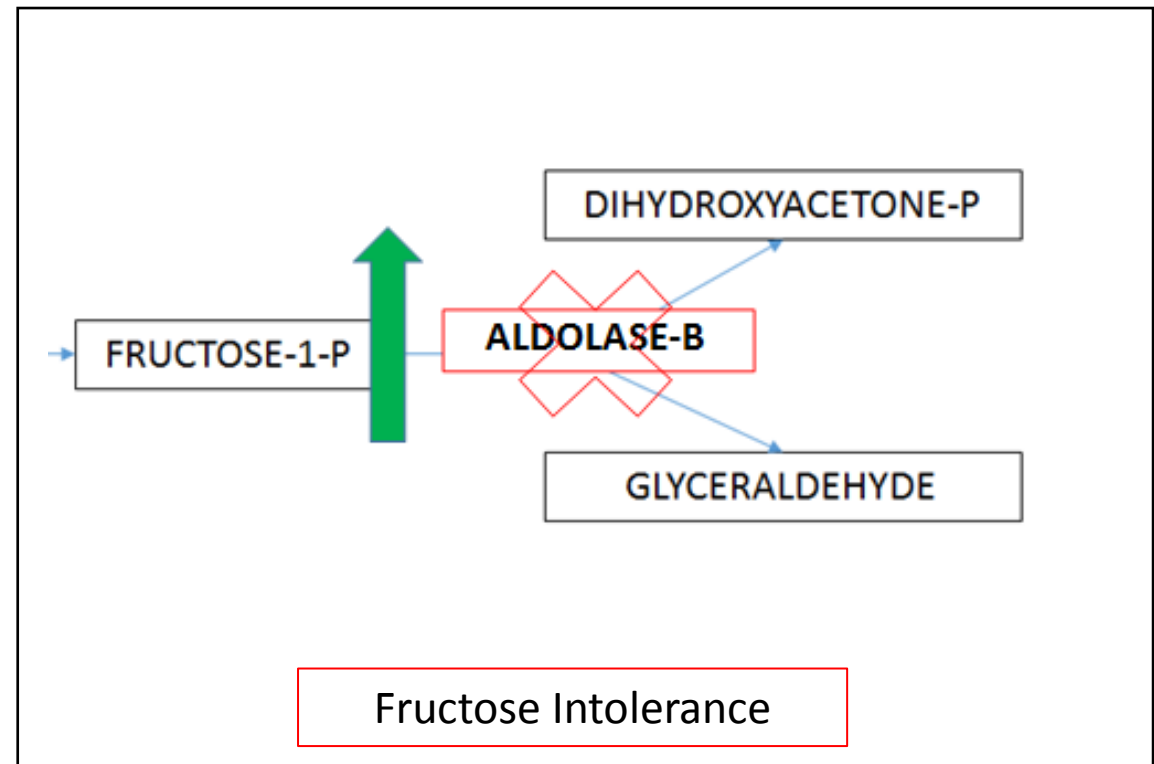 DIHYDROXYACETONE-P
FRUCTOSE-1-P
ALDOLASE-B
GLYCERALDEHYDE
Fructose Intolerance